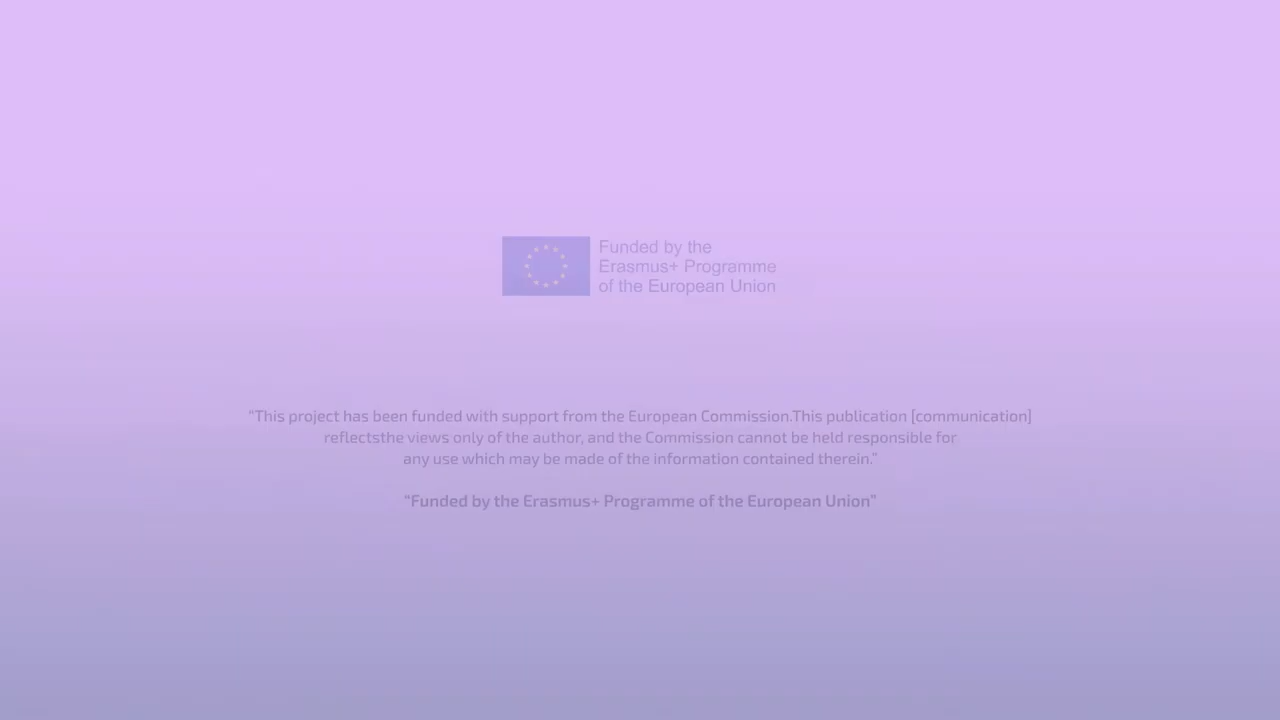 Funded by the
Erasmus+ Programme
of the European Union
“This project has been funded with support from the European Commission.This publication [communication]
reflectsthe views only of the author, and the Commission cannot be held responsible for
any use which may be made of the information contained therein.”
“Funded by the Erasmus+ Programme of the European Union”